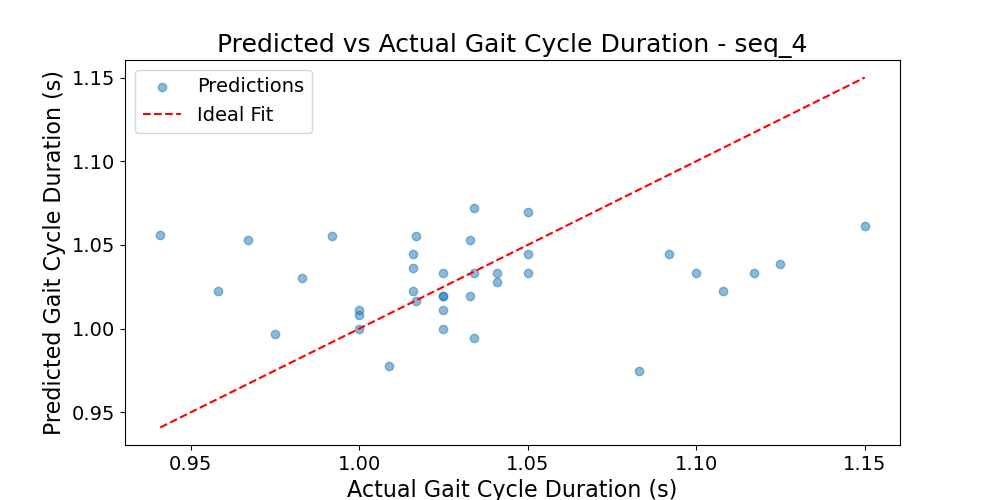 Predicted vs Actual Gait Cycle Duration - seq_4
Predictions
Ideal Fit
Predicted Gait Cycle Duration (s)
1.15
1.10
1.05
1.00
0.95
0.95 1.00 1.05 1.10 1.15
Actual Gait Cycle Duration (s)